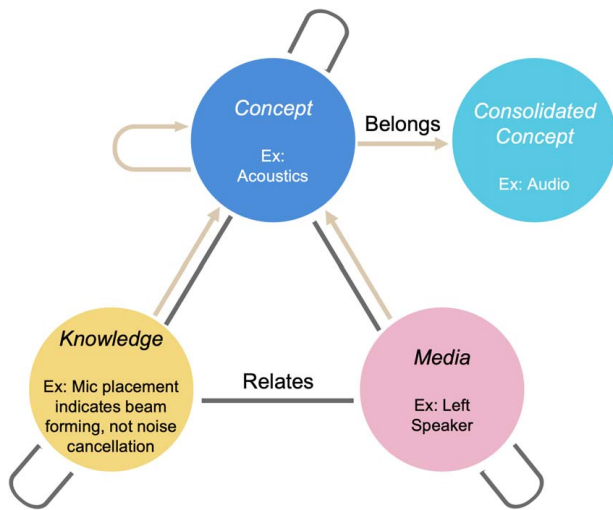 Concept
Ex:
Acoustics
Belongs
Consolidated
Concept
Ex: Audio
Knowledge
Ex: Mic placement
indicates beam
forming, not noise
cancellation
Relates
Media
Ex: Left
Speaker